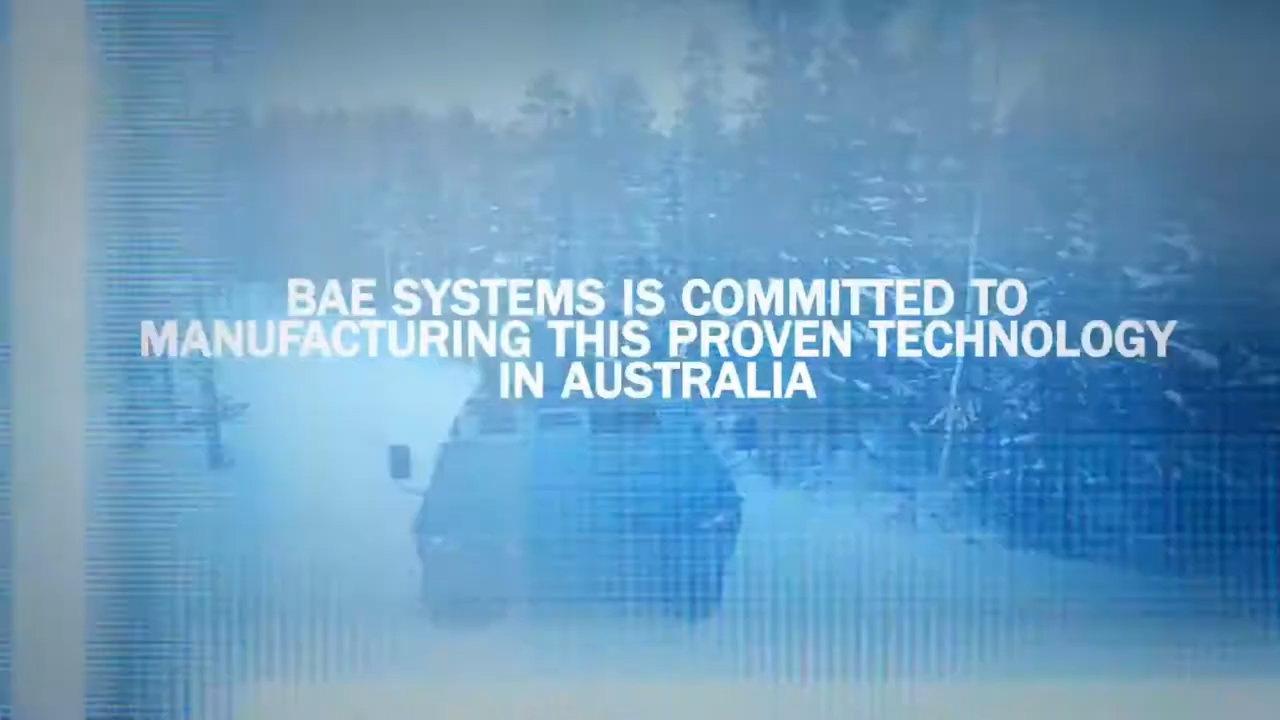 BAE SYSTEMS IS COMMITTED TO
MANUFACTURING THIS PROVEN TECHNOLOGY
IN AUSTRALIA